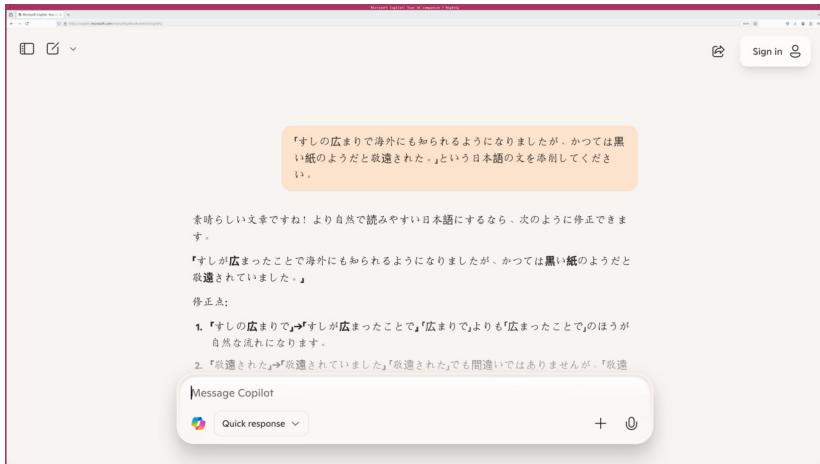 Microsoft Copilot: Your AI companion — Nightly
Sign in
『すしの広まりで海外にも知られるようになりましたが、かつては黒
い紙のようだと敬遠された。』という日本語の文を添削してくださ
い。
素晴らしい文章ですね！より自然で読みやすい日本語にするなら、次のように修正できま
す。
『すしが広まったことで海外にも知られるようになりましたが、かつては黒い紙のようだと
敬遠されていました。』
修正点:
1. 『すしの広まりで』→『すしが広まったことで』「広まりで」よりも「広まったことで」のほうが
自然な流れになります。
2. 『敬遠された』→『敬遠されていました』「敬遠された」でも間違いではありませんが、「敬遠
Message Copilot
Quick response